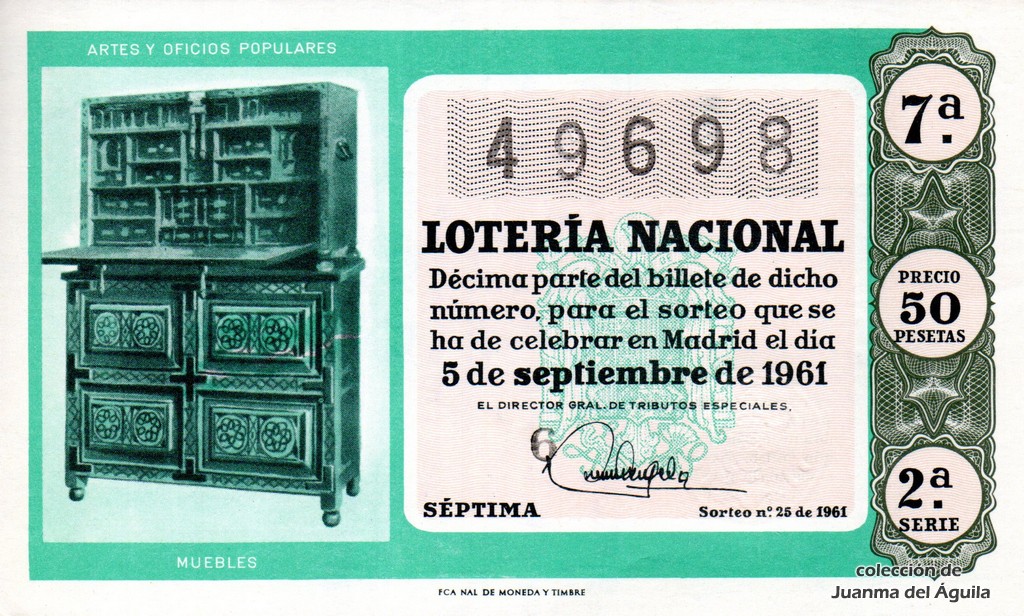 ARTES Y OFICIOS POPULARES
MUEBLES
49698
LOTERÍA NACIONAL
Décima parte del billete de dicho
número, para el sorteo que se
ha de celebrar en Madrid el día
5 de septiembre de 1961
EL DIRECTOR GRAL. DE TRIBUTOS ESPECIALES,
6
SÉPTIMA
Sorteo nº. 25 de 1961
7ª.
PRECIO
50
PESETAS
2ª.
SERIE
FCA NAL DE MONEDA Y TIMBRE
colección de
Juanma del Águila